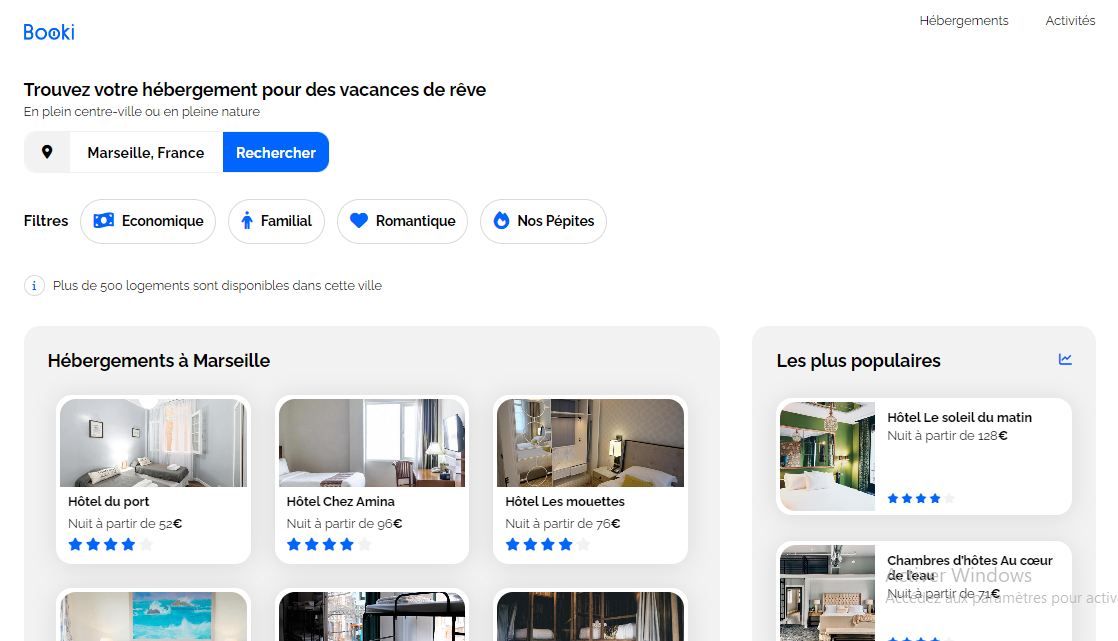 Booki
Hébergements
Activités
Trouvez votre hébergement pour des vacances de rêve
En plein centre-ville ou en pleine nature
Marseille, France
Rechercher
Filtres
Economique
Familial
Romantique
Nos Pépites
i
Plus de 500 logements sont disponibles dans cette ville
Hébergements à Marseille
Hôtel du port
Nuit à partir de 52€
Hôtel Chez Amina
Nuit à partir de 96€
Hôtel Les mouettes
Nuit à partir de 76€
Les plus populaires
Hôtel Le soleil du matin
Nuit à partir de 128€
Chambres d'hôtes Au cœur
de l'eau
Nuit à partir de 71€
Activer Windows
Accédez aux paramètres pour activ